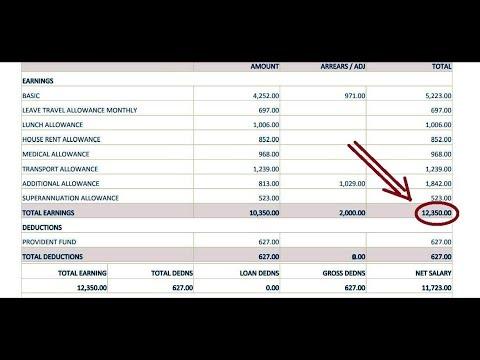 AMOUNT ARREARS / ADJ TOTAL
EARNINGS
BASIC 4,252.00 971.00 5,223.00
LEAVE TRAVEL ALLOWANCE MONTHLY 697.00 697.00
LUNCH ALLOWANCE 1,006.00 1,006.00
HOUSE RENT ALLOWANCE 852.00 852.00
MEDICAL ALLOWANCE 968.00 968.00
TRANSPORT ALLOWANCE 1,239.00 1,239.00
ADDITIONAL ALLOWANCE 813.00 1,029.00 1,842.00
SUPERANNUATION ALLOWANCE 523.00 523.00
TOTAL EARNINGS 10,350.00 2,000.00 12,350.00
DEDUCTIONS
PROVIDENT FUND 627.00 627.00
TOTAL DEDUCTIONS 627.00 0.00 627.00
TOTAL EARNING TOTAL DEDNS LOAN DEDNS GROSS DEDNS NET SALARY
12,350.00 627.00 0.00 627.00 11,723.00